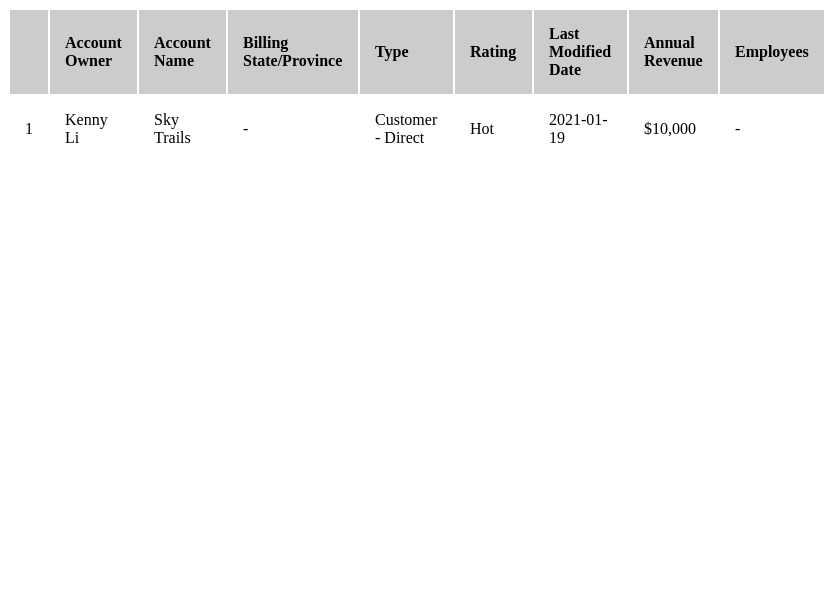 Account Owner	Account Name	Billing State/Province	Type	Rating	Last Modified Date	Annual Revenue	Employees
1	Kenny Li	Sky Trails	-	Customer - Direct	Hot	2021-01-19	$10,000	-